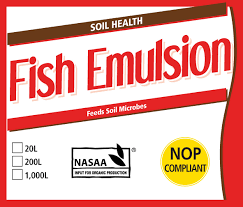 SOIL HEALTH
Fish Emulsion
Feeds Soil Microbes
20L
200L
1,000L
NASAA ®
INPUT FOR ORGANIC PRODUCTION
NOP
COMPLIANT